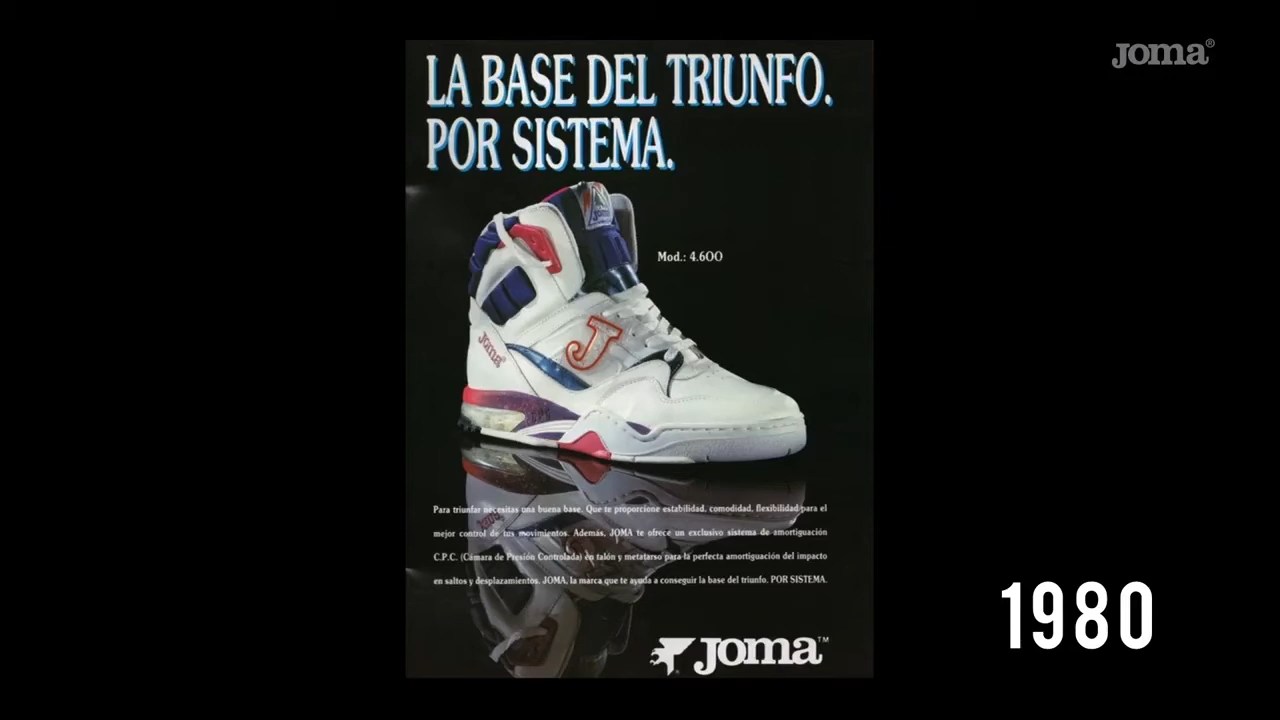 Joma®
LA BASE DEL TRIUNFO.
POR SISTEMA.
Joma
Mod.: 4.600
J
Joma®
Para triunfar necesitas una buena base. Que te proporcione estabilidad, comodidad, flexibilidad para el
mejor control de tus movimientos. Además, JOMA te ofrece un exclusivo sistema de amortiguación
C.P.C. (Cámara de Presión Controlada) en talón y metatarso para la perfecta amortiguación del impacto
en saltos y desplazamientos. JOMA, la marca que te ayuda a conseguir la base del triunfo. POR SISTEMA.
1980
Joma™